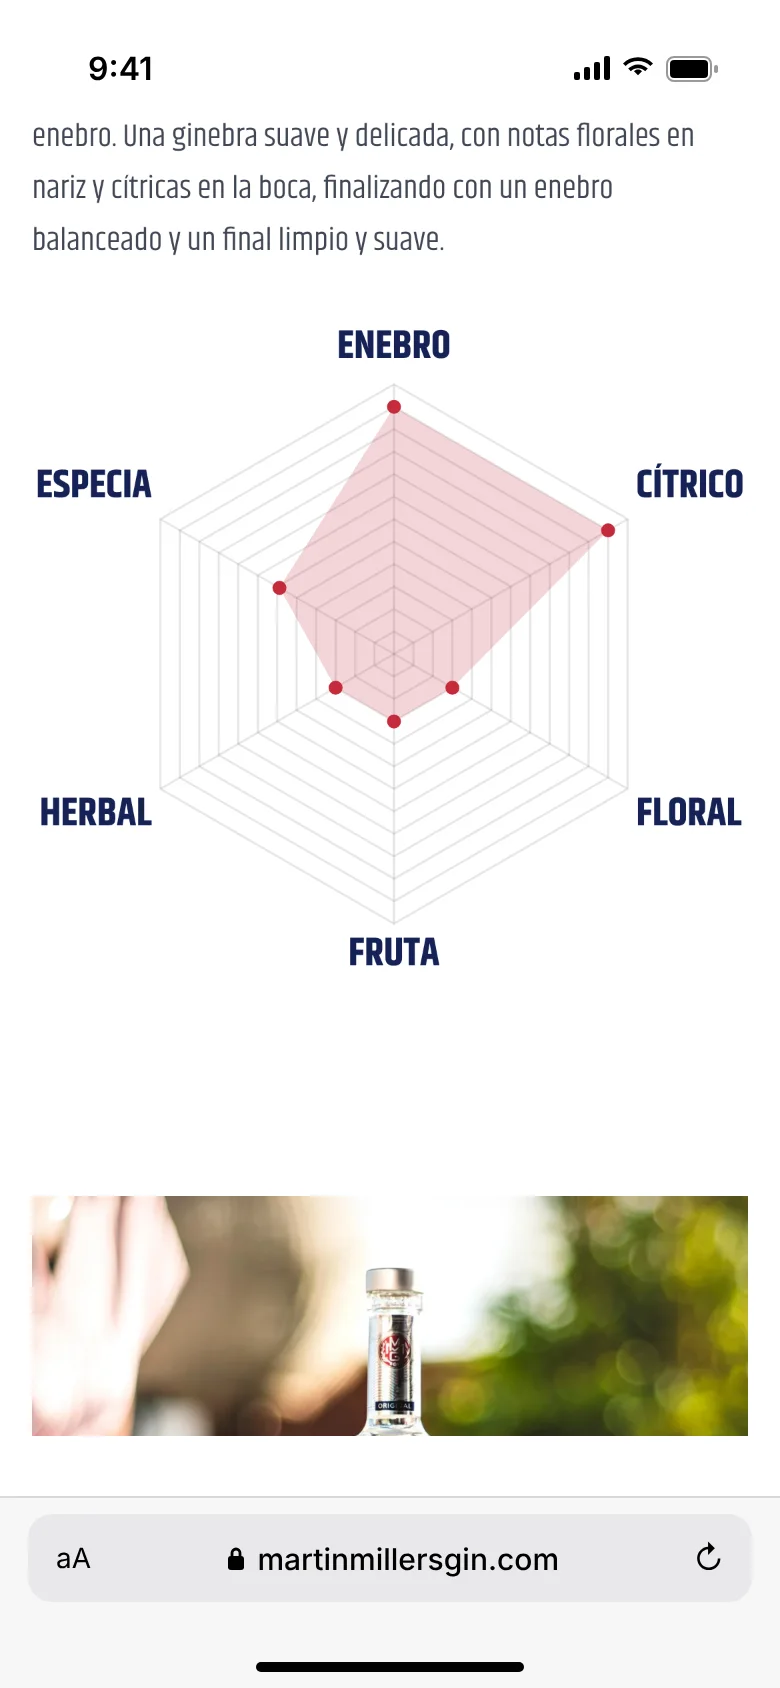 9:41
enebro. Una ginebra suave y delicada, con notas florales en
nariz y cítricas en la boca, finalizando con un enebro
balanceado y un final limpio y suave.
ENEBRO
ESPECIA
CÍTRICO
HERBAL
FLORAL
FRUTA
ORIGINAL
aA
martinmillersgin.com